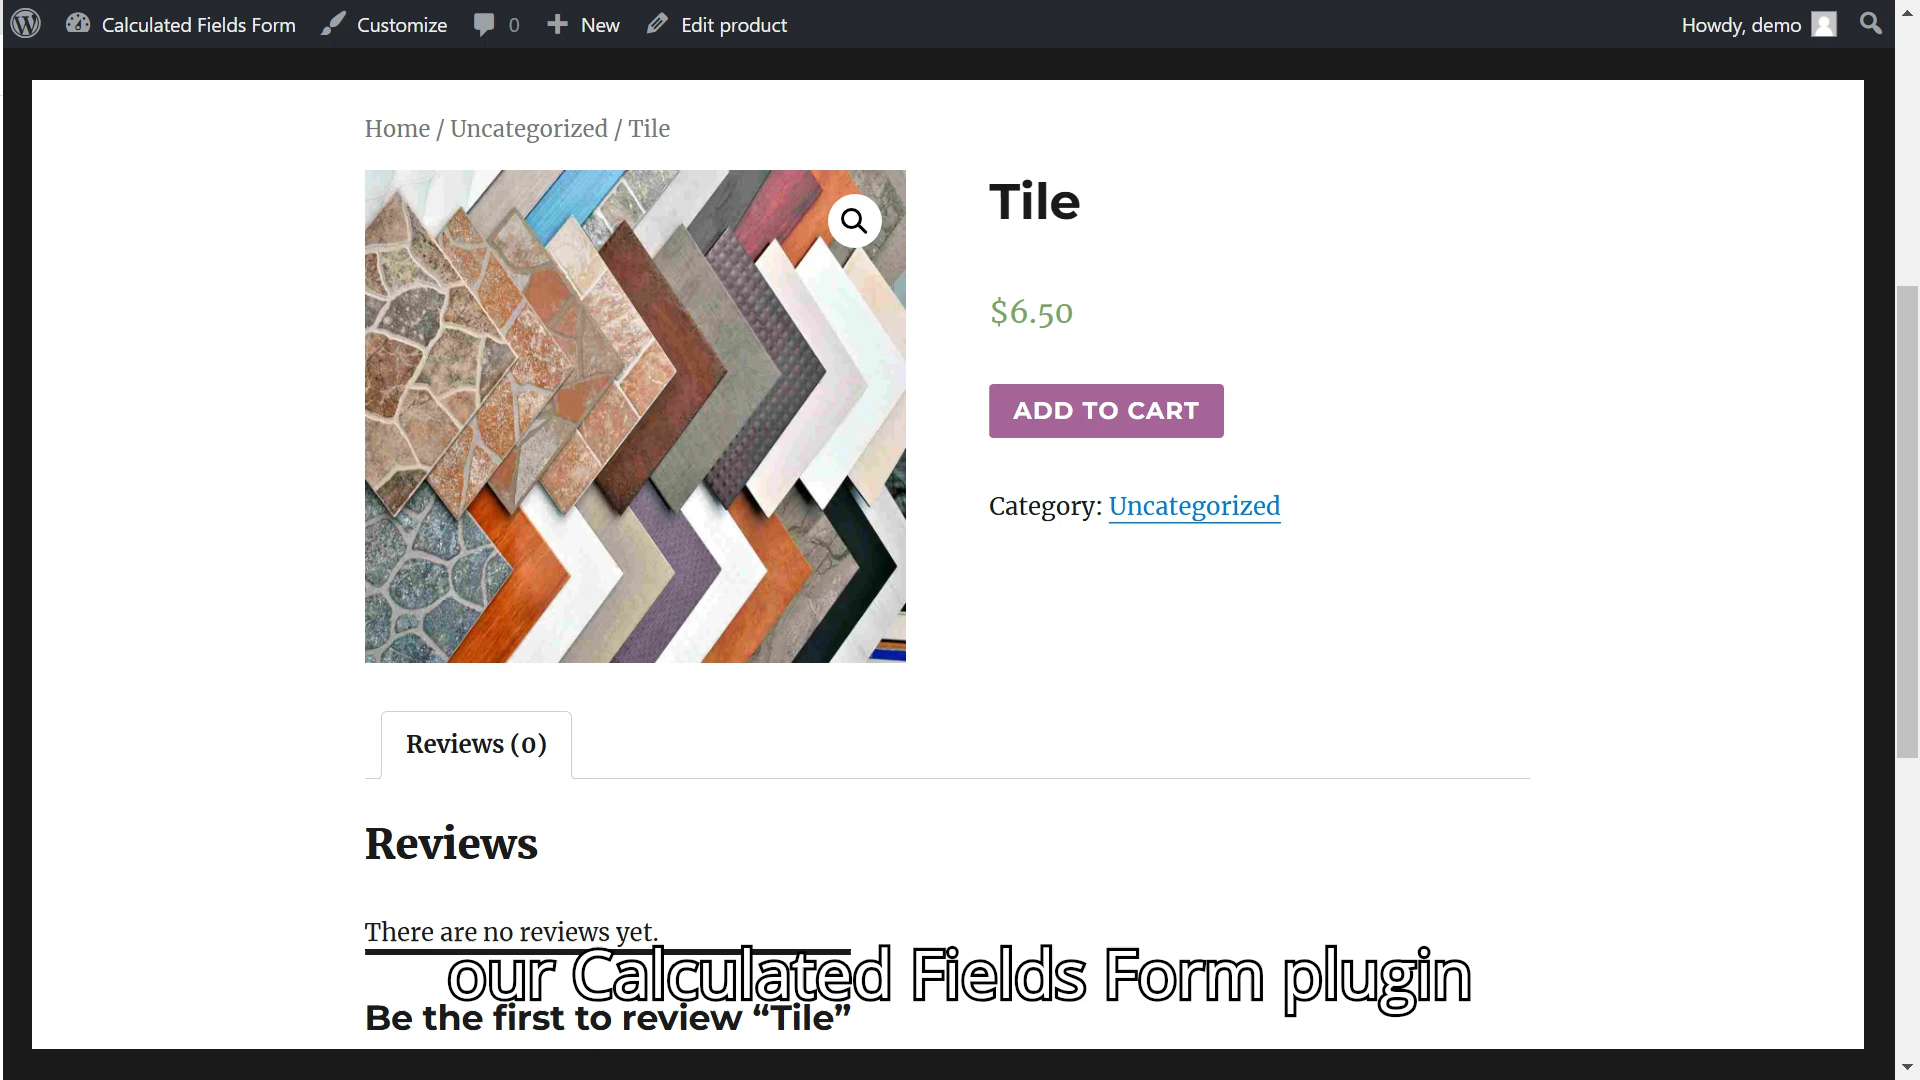 Calculated Fields Form Customize 0 New Edit product Howdy, demo
Home / Uncategorized / Tile
Tile
$6.50
ADD TO CART
Category: Uncategorized
Reviews (0)
Reviews
There are no reviews yet.
our Calculated Fields Form plugin
Be the first to review “Tile”